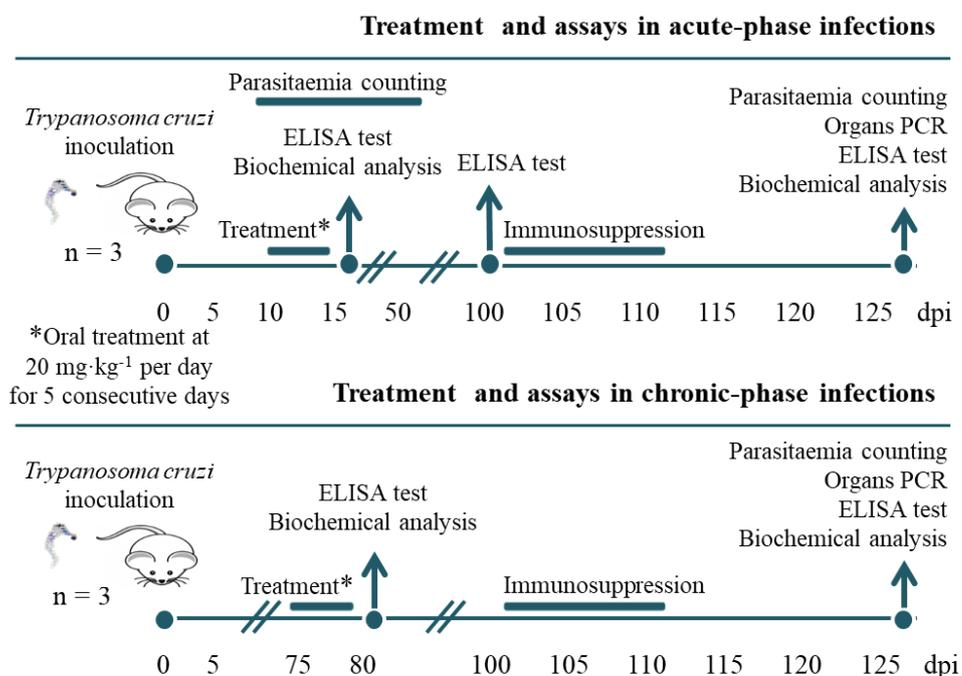 Treatment and assays in acute-phase infections
Parasitaemia counting
Trypanosoma cruzi
inoculation
n = 3
ELISA test
Biochemical analysis
ELISA test
Parasitaemia counting
Organs PCR
ELISA test
Biochemical analysis
Treatment*
Immunosuppression
0 5 10 15 50 100 105 110 115 120 125 dpi
*Oral treatment at
20 mg·kg⁻¹ per day
for 5 consecutive days
Treatment and assays in chronic-phase infections
Trypanosoma cruzi
inoculation
n = 3
ELISA test
Biochemical analysis
Parasitaemia counting
Organs PCR
ELISA test
Biochemical analysis
Treatment*
Immunosuppression
0 5 75 80 100 105 110 115 120 125 dpi